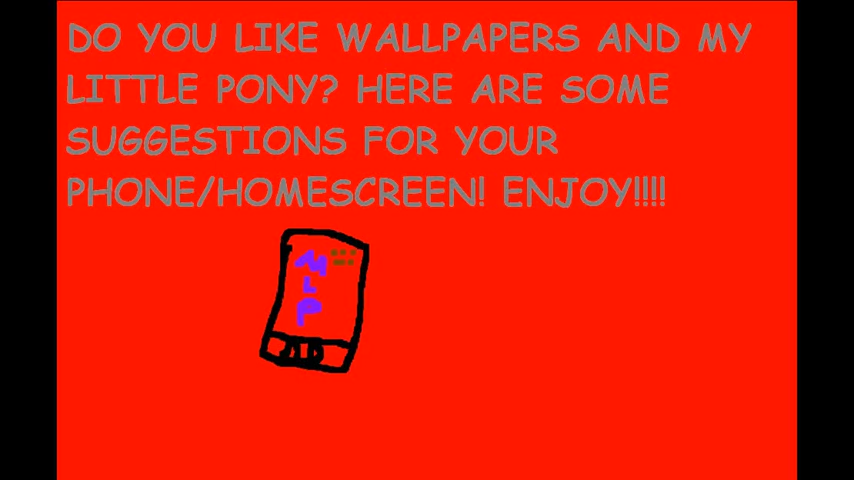 DO YOU LIKE WALLPAPERS AND MY
LITTLE PONY? HERE ARE SOME
SUGGESTIONS FOR YOUR
PHONE/HOMESCREEN! ENJOY!!!!
M
L
P